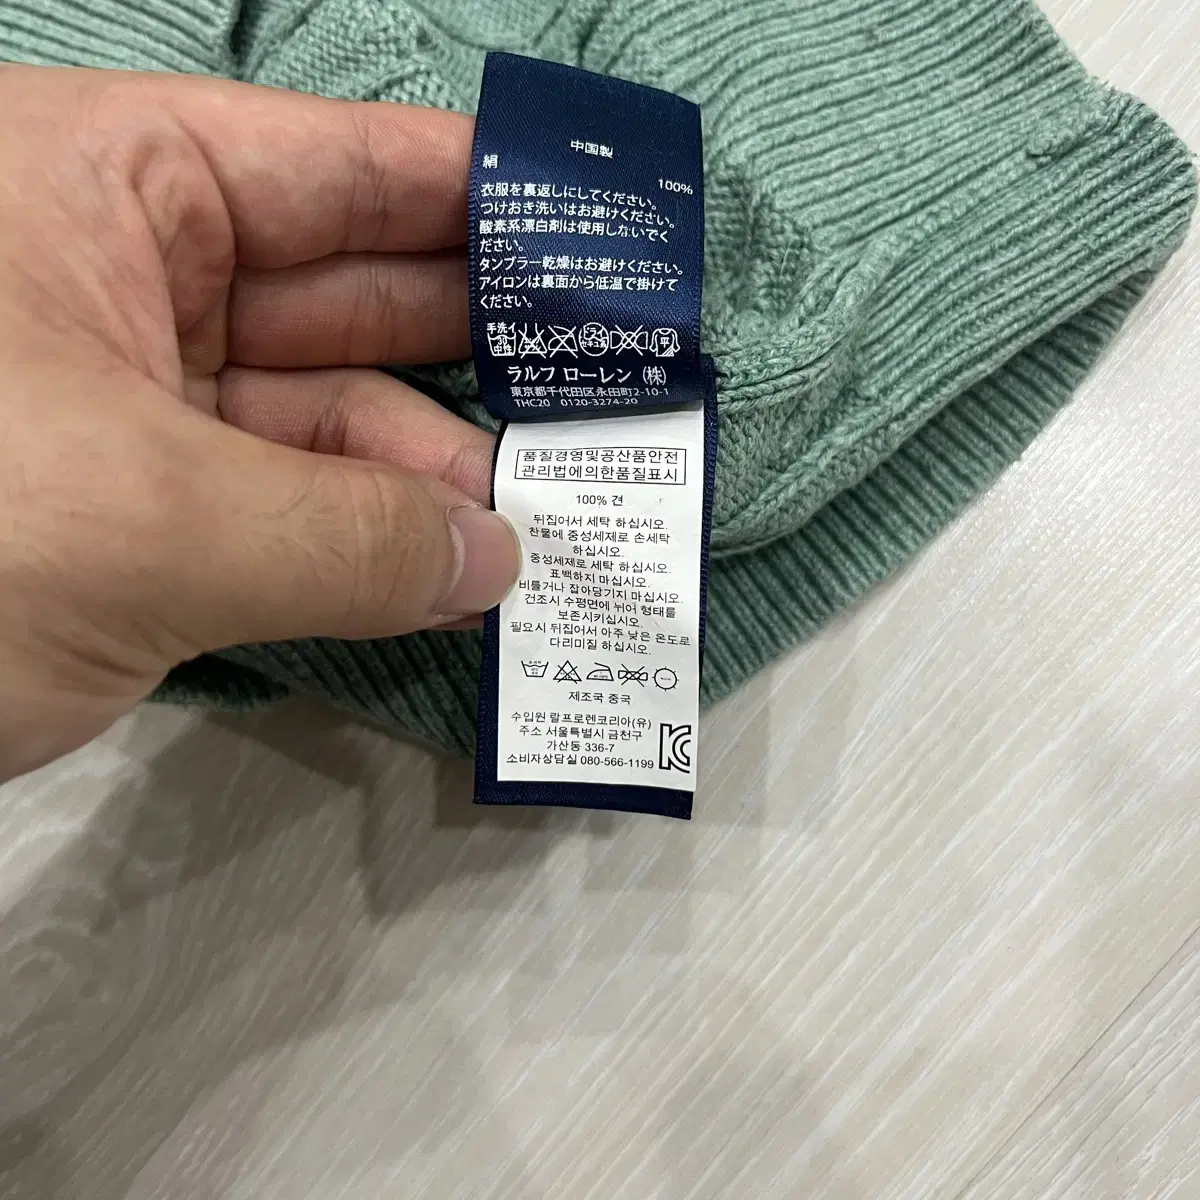 中国製
絹 100%
衣服を裏返しにしてください。
つけおき洗いはお避けください。
酸素系漂白剤は使用しないでく
ださい。
タンブラー乾燥はお避けください。
アイロンは裏面から低温で掛けて
ください。
手洗イ
30
中性
ドライ
セキユ系
平
ラルフ ローレン (株)
東京都千代田区永田町2-10-1
THC20 0120-3274-20
품질경영및공산품안전
관리법에의한품질표시
100% 견
뒤집어서 세탁 하십시오.
찬물에 중성세제로 손세탁
하십시오.
중성세제로 세탁 하십시오.
표백하지 마십시오.
비틀거나 잡아당기지 마십시오.
건조시 수평면에 뉘어 형태를
보존시키십시오.
필요시 뒤집어서 아주 낮은 온도로
다리미질 하십시오.
제조국 중국
수입원 랄프로렌코리아(유)
주소 서울특별시 금천구
가산동 336-7
소비자상담실 080-566-1199